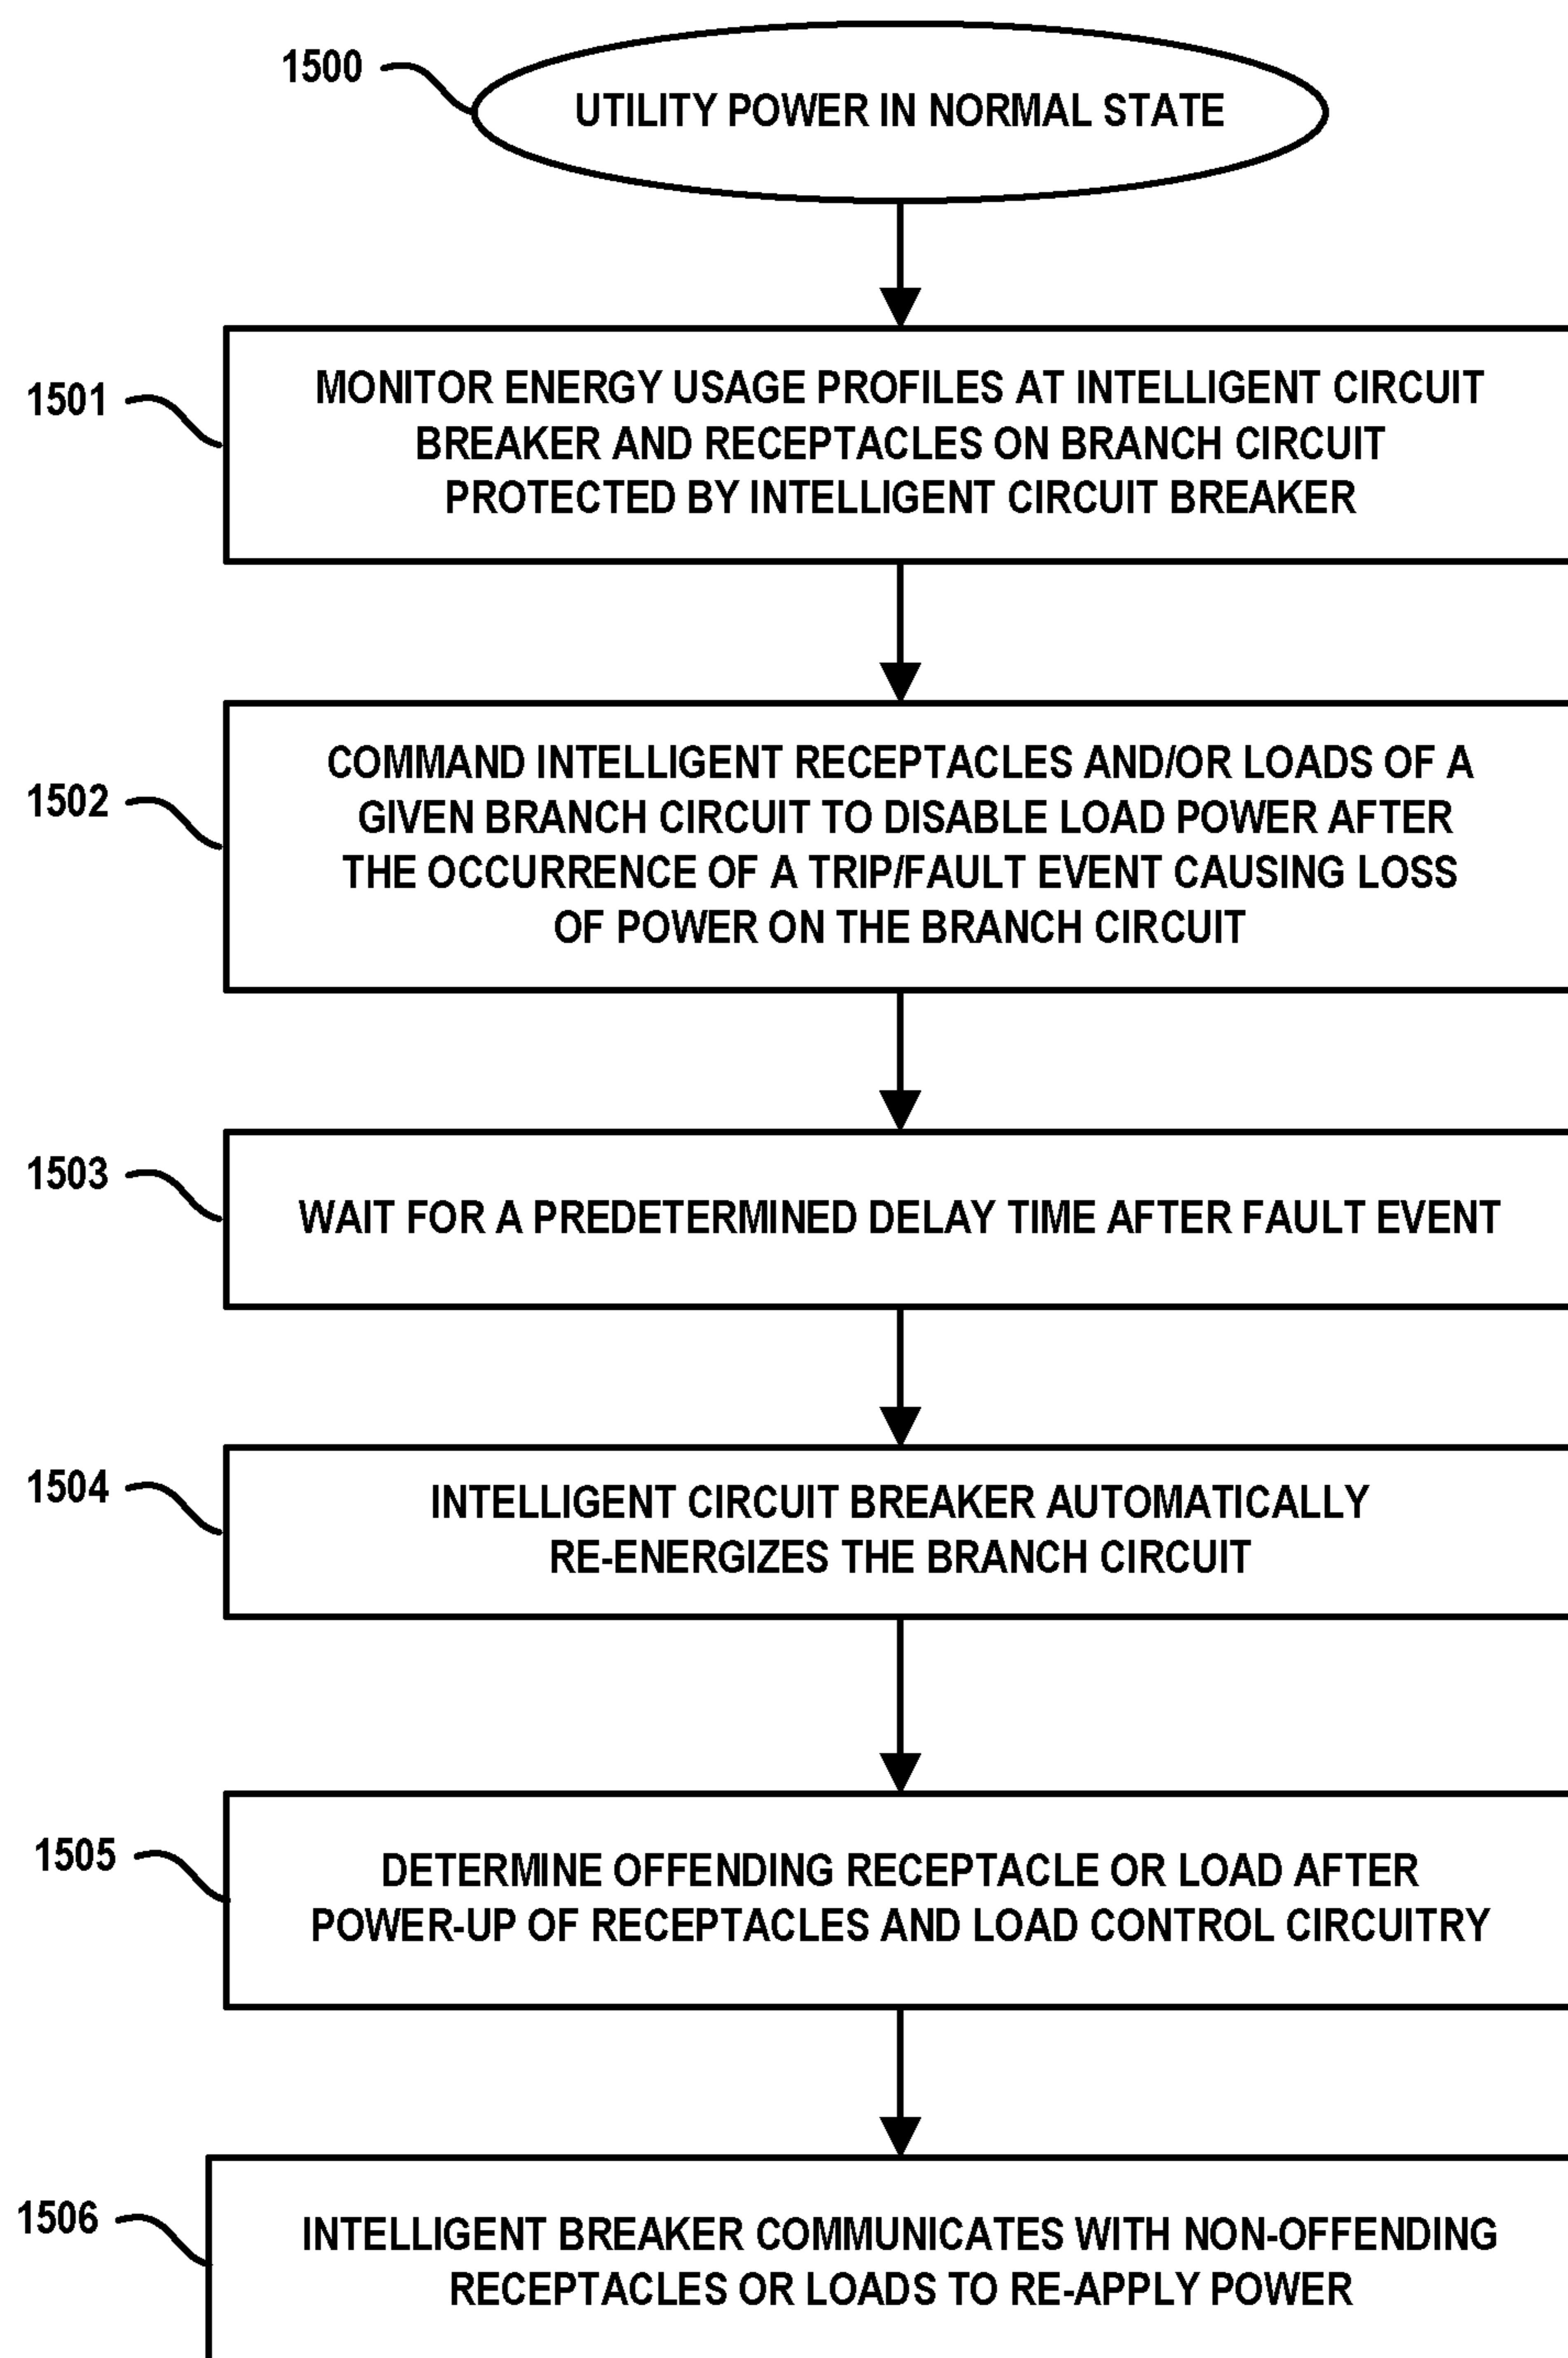 1500
UTILITY POWER IN NORMAL STATE
1501
MONITOR ENERGY USAGE PROFILES AT INTELLIGENT CIRCUIT
BREAKER AND RECEPTACLES ON BRANCH CIRCUIT
PROTECTED BY INTELLIGENT CIRCUIT BREAKER
1502
COMMAND INTELLIGENT RECEPTACLES AND/OR LOADS OF A
GIVEN BRANCH CIRCUIT TO DISABLE LOAD POWER AFTER
THE OCCURRENCE OF A TRIP/FAULT EVENT CAUSING LOSS
OF POWER ON THE BRANCH CIRCUIT
1503
WAIT FOR A PREDETERMINED DELAY TIME AFTER FAULT EVENT
1504
INTELLIGENT CIRCUIT BREAKER AUTOMATICALLY
RE-ENERGIZES THE BRANCH CIRCUIT
1505
DETERMINE OFFENDING RECEPTACLE OR LOAD AFTER
POWER-UP OF RECEPTACLES AND LOAD CONTROL CIRCUITRY
1506
INTELLIGENT BREAKER COMMUNICATES WITH NON-OFFENDING
RECEPTACLES OR LOADS TO RE-APPLY POWER